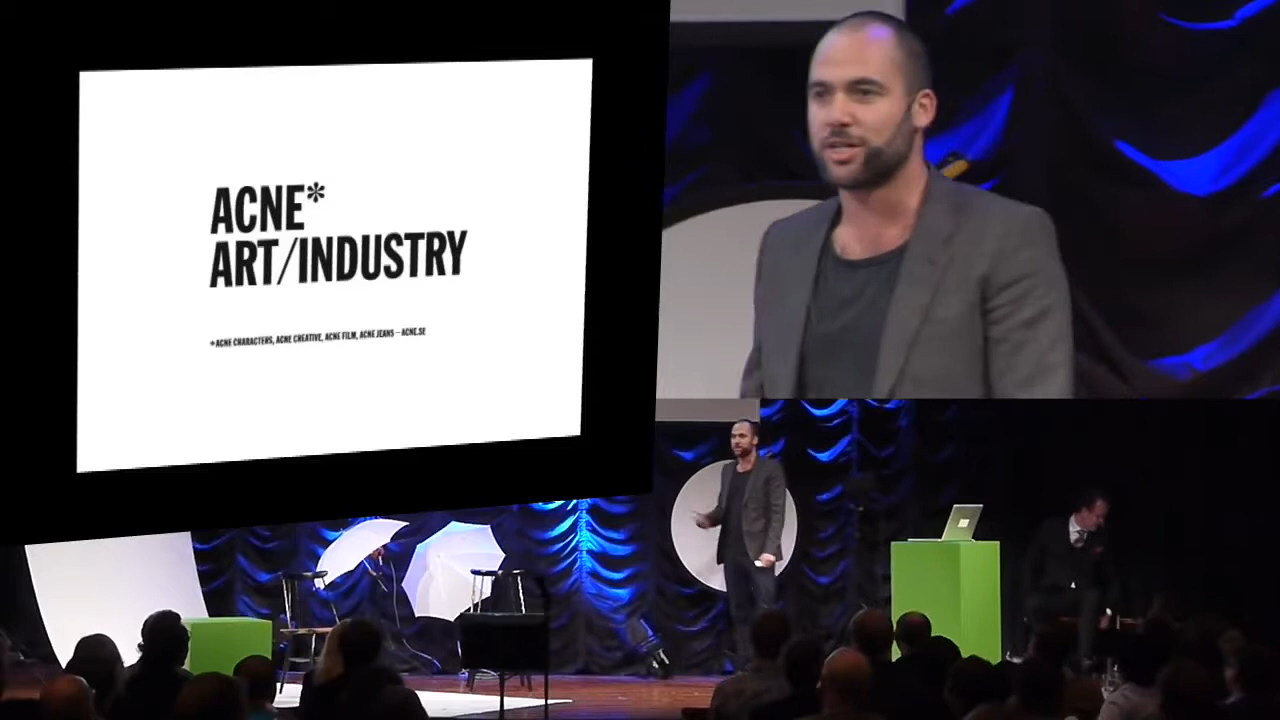 ACNE*
ART/INDUSTRY
*ACNE CHARACTERS, ACNE CREATIVE, ACNE FILM, ACNE JEANS – ACNE.SE